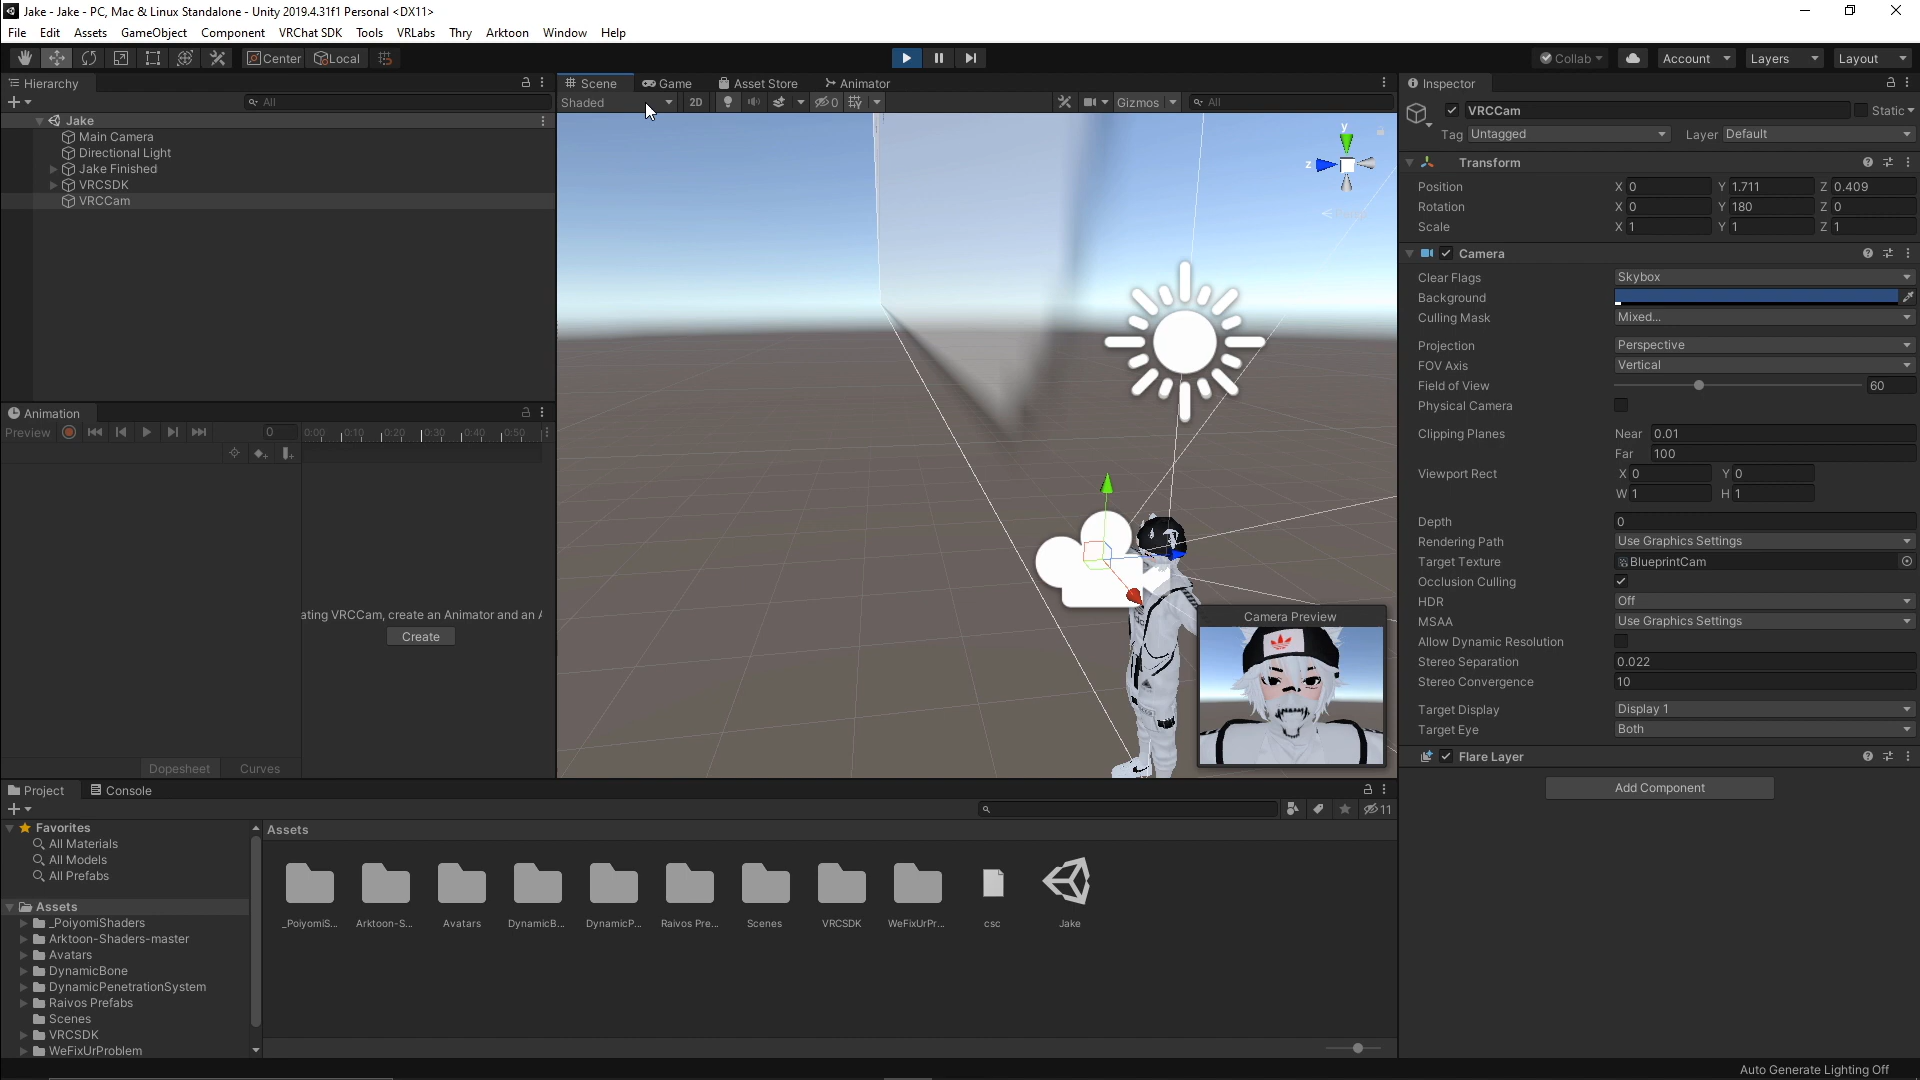 Jake - Jake - PC, Mac & Linux Standalone - Unity 2019.4.31f1 Personal <DX11>
File Edit Assets GameObject Component VRChat SDK Tools VRLabs Thry Arktoon Window Help
Center Local Collab Account Layers Layout
Hierarchy
All
Jake
Main Camera
Directional Light
Jake Finished
VRCSDK
VRCCam
Animation
Preview 0 0:00 0:10 0:20 0:30 0:40 0:50
ating VRCCam, create an Animator and an A
Create
Dopesheet Curves
Scene Game Asset Store Animator
Shaded 2D 0 Gizmos All
y
z
Camera Preview
Inspector
VRCCam Static
Tag Untagged Layer Default
Transform
Position X 0 Y 1.711 Z 0.409
Rotation X 0 Y 180 Z 0
Scale X 1 Y 1 Z 1
Camera
Clear Flags Skybox
Background
Culling Mask Mixed...
Projection Perspective
FOV Axis Vertical
Field of View 60
Physical Camera
Clipping Planes Near 0.01
Far 100
Viewport Rect X 0 Y 0
W 1 H 1
Depth 0
Rendering Path Use Graphics Settings
Target Texture BlueprintCam
Occlusion Culling
HDR Off
MSAA Use Graphics Settings
Allow Dynamic Resolution
Stereo Separation 0.022
Stereo Convergence 10
Target Display Display 1
Target Eye Both
Flare Layer
Add Component
Project Console
11
Favorites
All Materials
All Models
All Prefabs
Assets
_PoiyomiShaders
Arktoon-Shaders-master
Avatars
DynamicBone
DynamicPenetrationSystem
Raivos Prefabs
Scenes
VRCSDK
WeFixUrProblem
Assets
_PoiyomiS... Arktoon-S... Avatars DynamicB... DynamicP... Raivos Pre... Scenes VRCSDK WeFixUrPr... csc Jake
Auto Generate Lighting Off